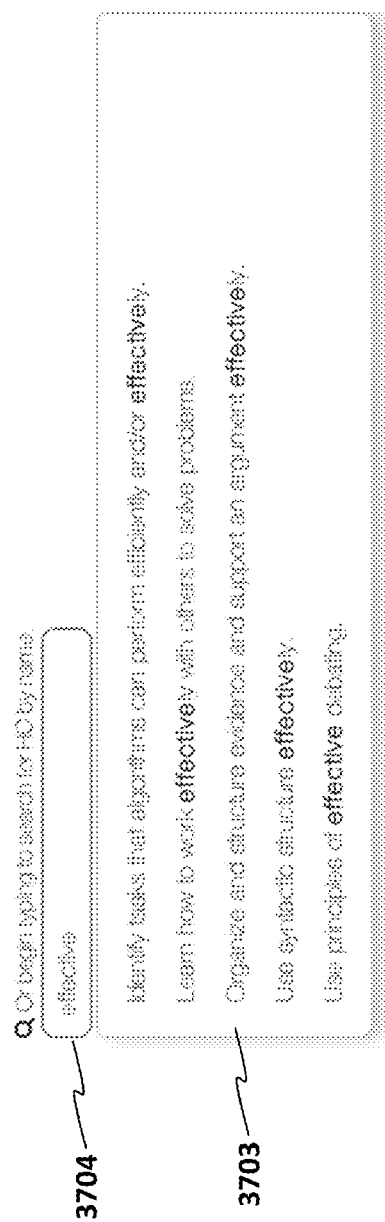 Or begin typing to search for HO by name.
effective
3704
Identify tasks that algorithms can perform efficiently and/or effectively.
Learn how to work effectively with others to solve problems.
3703
Organize and structure evidence and support an argument effectively.
Use syntactic structure effectively.
Use principles of effective debating.